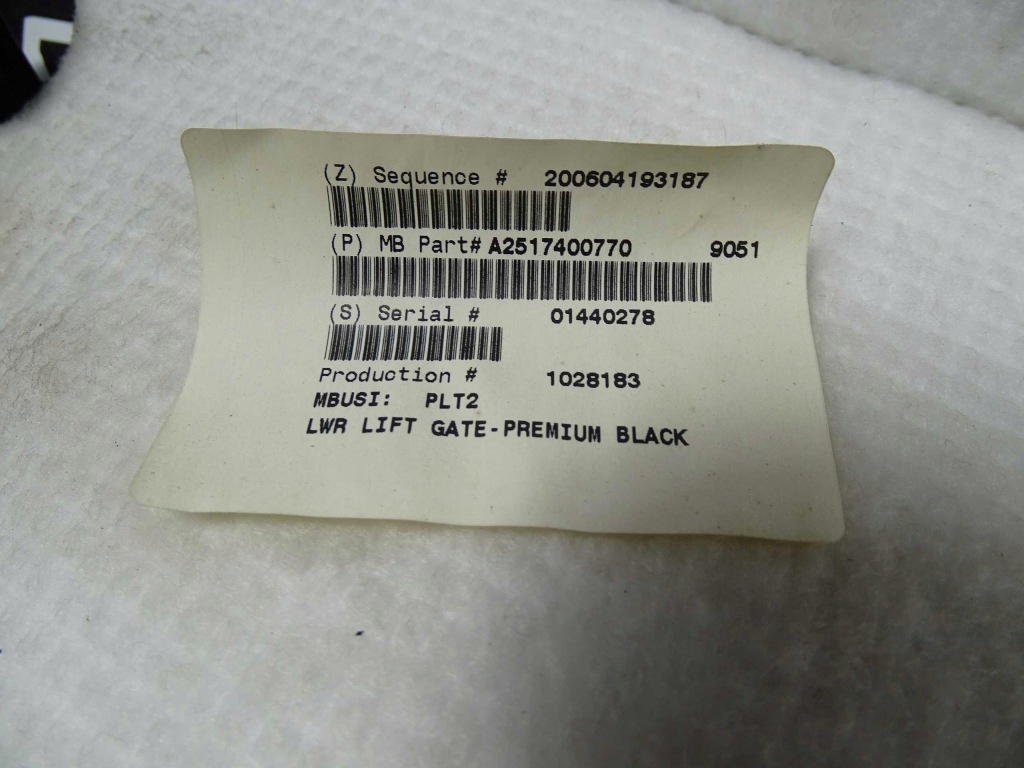 (Z) Sequence # 200604193187
(P) MB Part# A2517400770 9051
(S) Serial # 01440278
Production # 1028183
MBUSI: PLT2
LWR LIFT GATE-PREMIUM BLACK